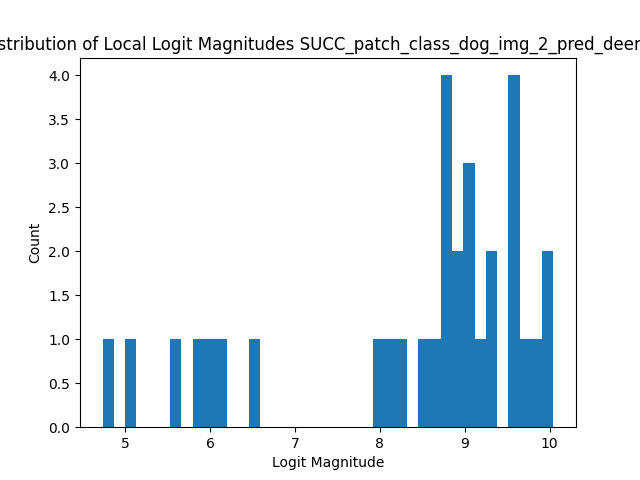 stribution of Local Logit Magnitudes SUCC_patch_class_dog_img_2_pred_deer
4.0
3.5
3.0
2.5
2.0
1.5
1.0
0.5
0.0
Count
5 6 7 8 9 10
Logit Magnitude